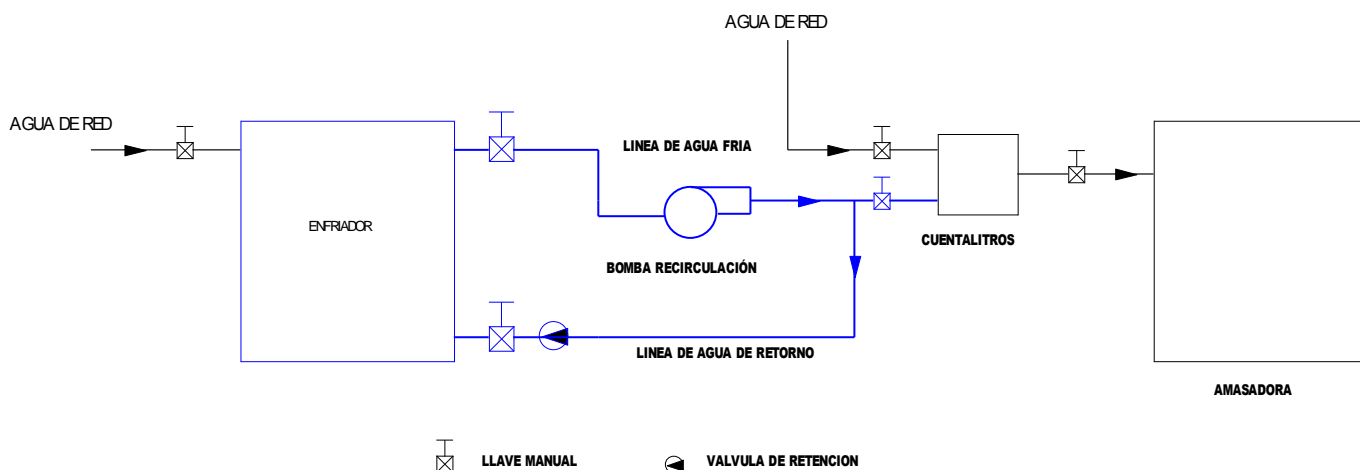 AGUA DE RED
AGUA DE RED
LINEA DE AGUA FRIA
ENFRIADOR
CUENTALITROS
BOMBA RECIRCULACIÓN
LINEA DE AGUA DE RETORNO
AMASADORA
LLAVE MANUAL
VALVULA DE RETENCION